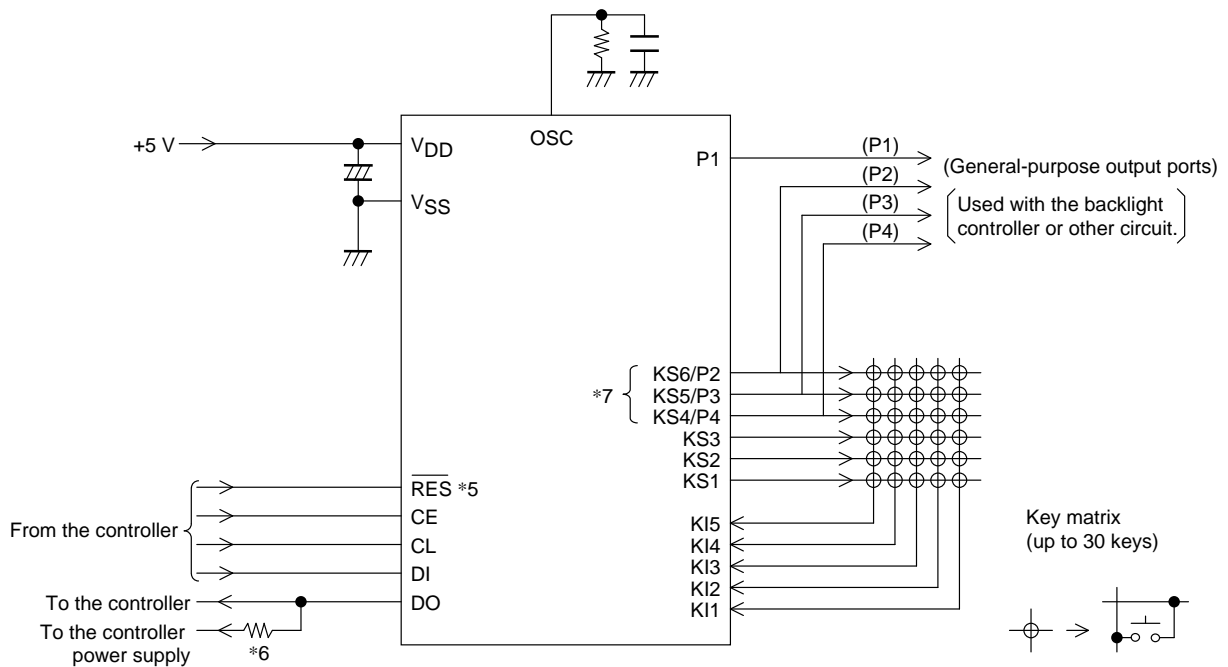 OSC
+5 V
VDD
VSS
P1
(P1)
(P2)
(P3)
(P4)
(General-purpose output ports)
Used with the backlight
controller or other circuit.
*7
KS6/P2
KS5/P3
KS4/P4
KS3
KS2
KS1
KI5
KI4
KI3
KI2
KI1
From the controller
RES *5
CE
CL
DI
DO
To the controller
To the controller
power supply
*6
Key matrix
(up to 30 keys)